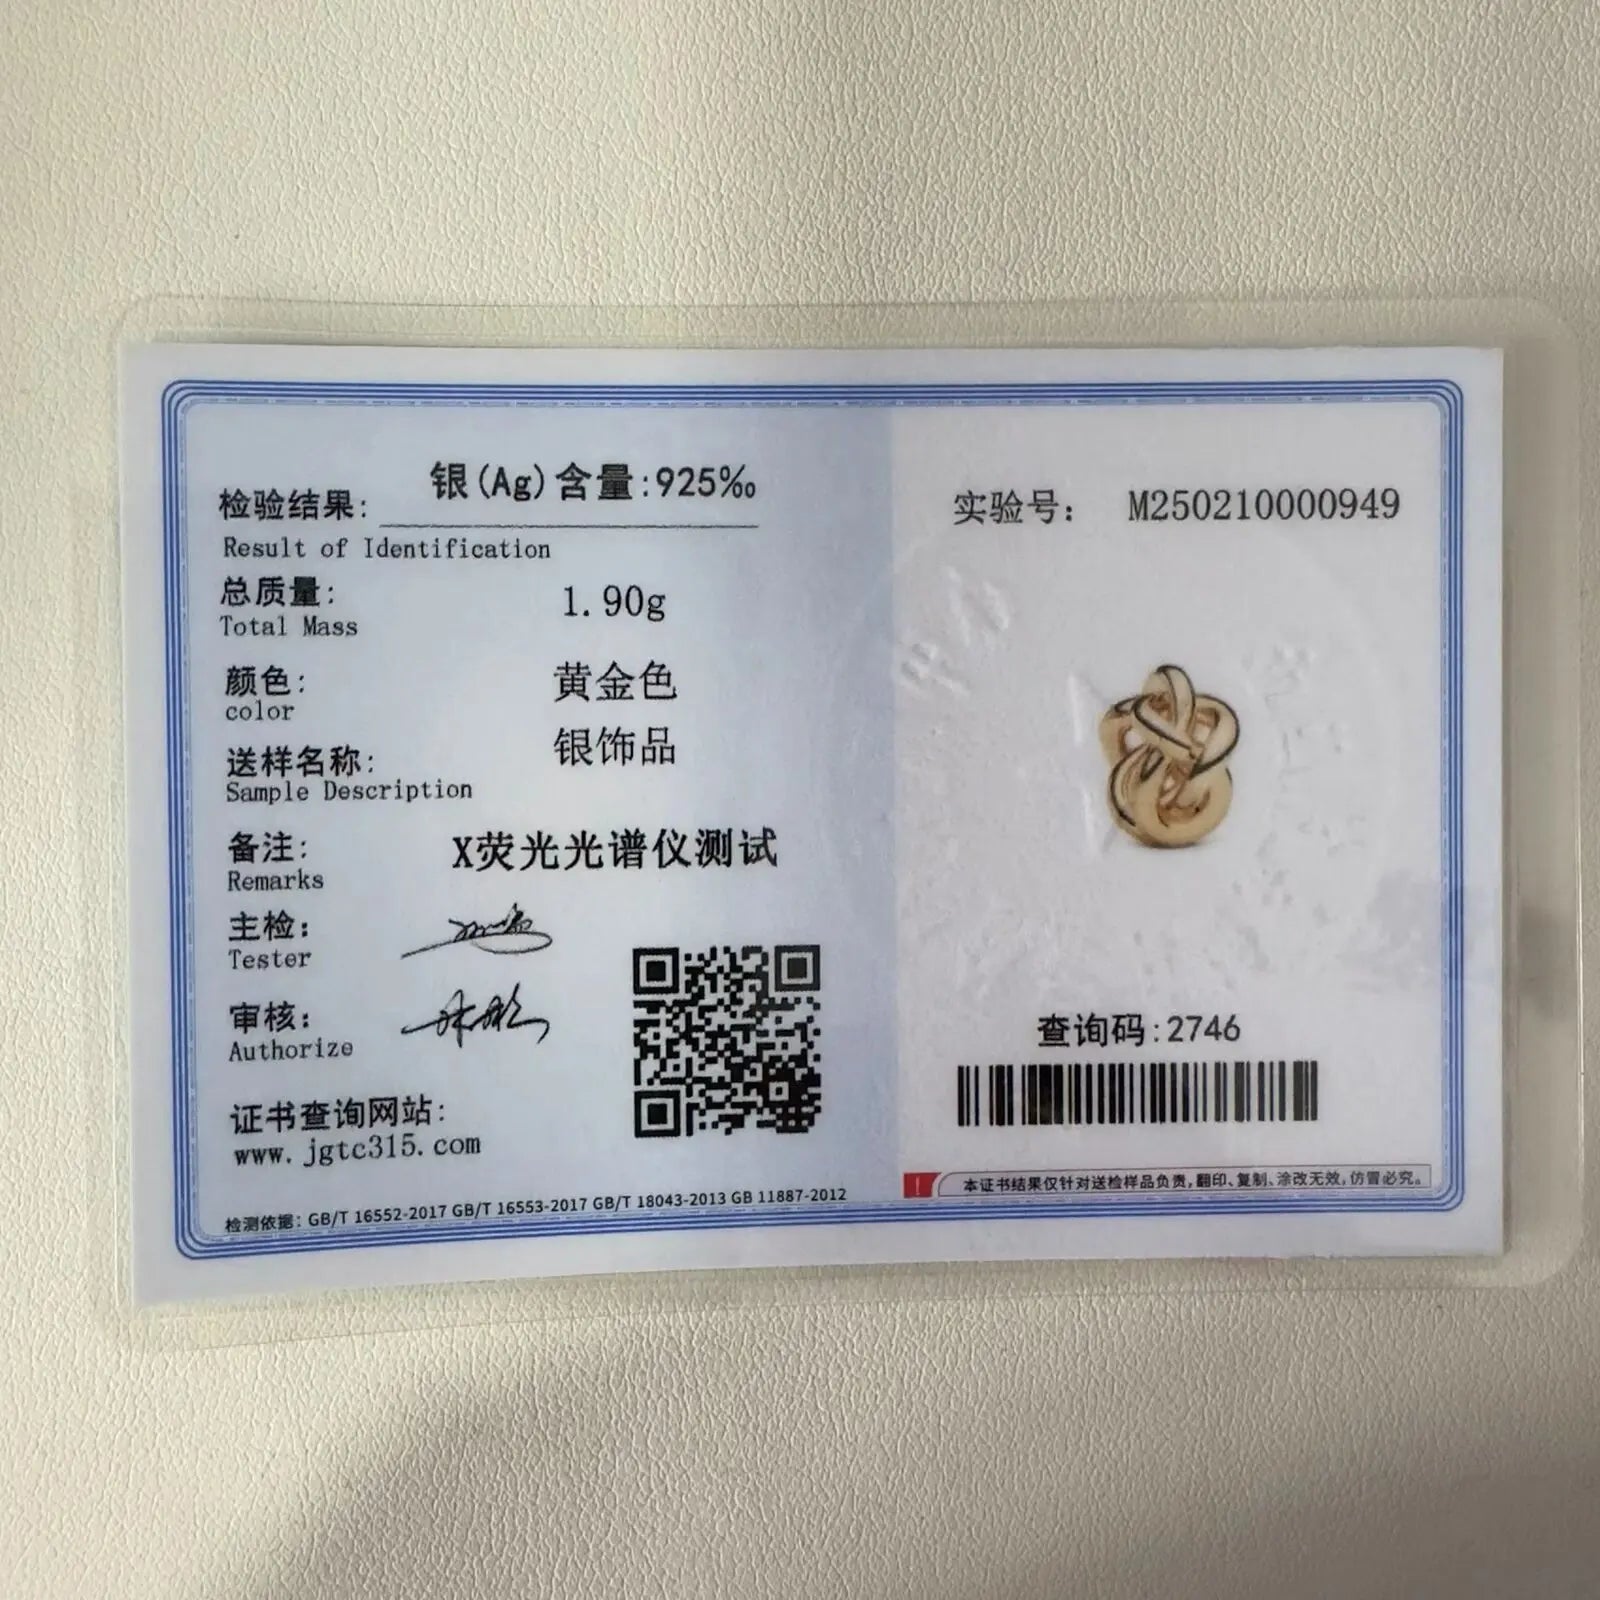 检验结果: 银(Ag)含量:925‰
Result of Identification
总质量: 1.90g
Total Mass
颜色: 黄金色
color
送样名称: 银饰品
Sample Description
备注: X荧光光谱仪测试
Remarks
主检:
Tester
审核:
Authorize
证书查询网站:
www.jgtc315.com
检测依据: GB/T 16552-2017 GB/T 16553-2017 GB/T 18043-2013 GB 11887-2012
实验号: M250210000949
查询码:2746
! 本证书结果仅针对送检样品负责,翻印、复制、涂改无效,仿冒必究。